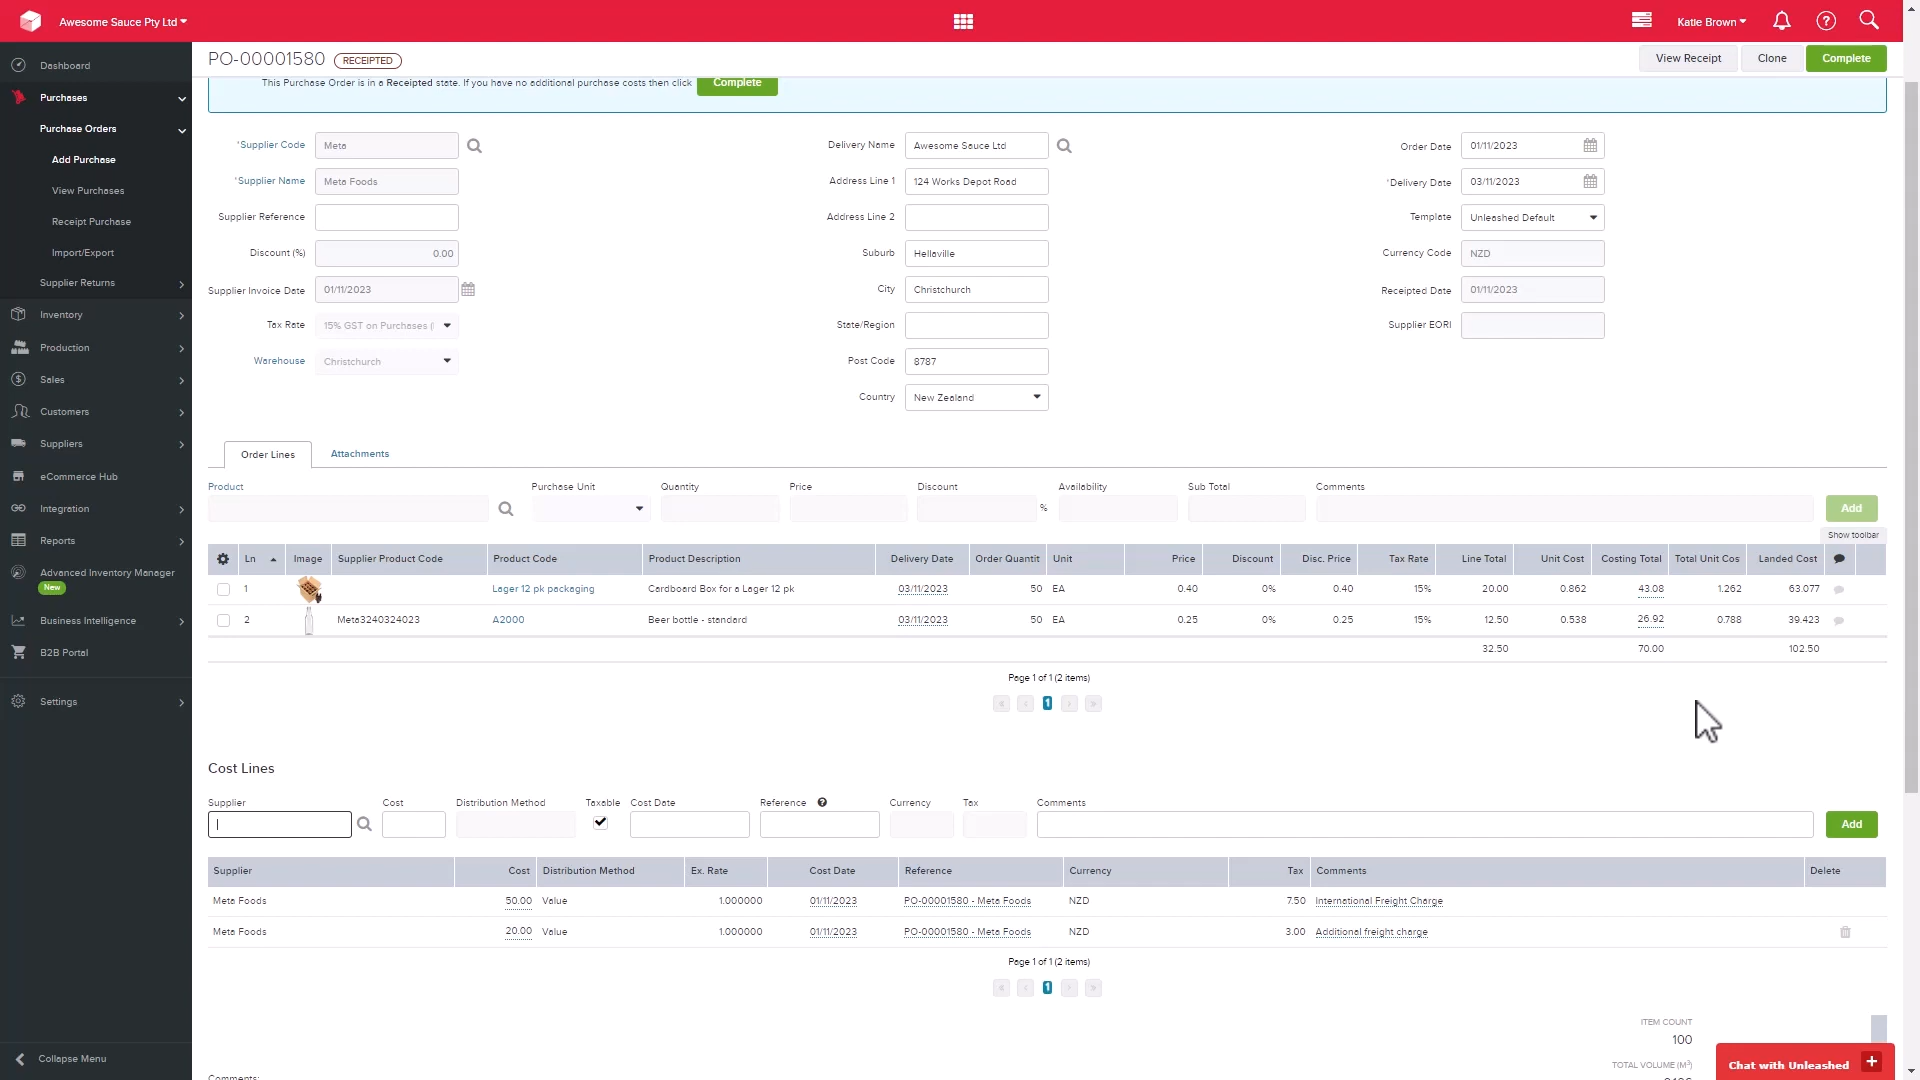 Awesome Sauce Pty Ltd
Katie Brown
PO-00001580 RECEIPTED
View Receipt
Clone
Complete
This Purchase Order is in a Receipted state. If you have no additional purchase costs then click Complete
Dashboard
Purchases
Purchase Orders
Add Purchase
View Purchases
Receipt Purchase
Import/Export
Supplier Returns
Inventory
Production
Sales
Customers
Suppliers
eCommerce Hub
Integration
Reports
Advanced Inventory Manager
New
Business Intelligence
B2B Portal
Settings
Collapse Menu
*Supplier Code Meta
*Supplier Name Meta Foods
Supplier Reference
Discount (%) 0.00
Supplier Invoice Date 01/11/2023
Tax Rate 15% GST on Purchases (
Warehouse Christchurch
Delivery Name Awesome Sauce Ltd
Address Line 1 124 Works Depot Road
Address Line 2
Suburb Hellaville
City Christchurch
State/Region
Post Code 8787
Country New Zealand
Order Date 01/11/2023
*Delivery Date 03/11/2023
Template Unleashed Default
Currency Code NZD
Receipted Date 01/11/2023
Supplier EORI
Order Lines Attachments
Product Purchase Unit Quantity Price Discount Availability Sub Total Comments
% Add
Show toolbar
Ln Image Supplier Product Code Product Code Product Description Delivery Date Order Quantit Unit Price Discount Disc. Price Tax Rate Line Total Unit Cost Costing Total Total Unit Cos Landed Cost
1 Lager 12 pk packaging Cardboard Box for a Lager 12 pk 03/11/2023 50 EA 0.40 0% 0.40 15% 20.00 0.862 43.08 1.262 63.077
2 Meta3240324023 A2000 Beer bottle - standard 03/11/2023 50 EA 0.25 0% 0.25 15% 12.50 0.538 26.92 0.788 39.423
32.50 70.00 102.50
Page 1 of 1 (2 items)
« ‹ 1 › »
Cost Lines
Supplier Cost Distribution Method Taxable Cost Date Reference ? Currency Tax Comments
Add
Supplier Cost Distribution Method Ex. Rate Cost Date Reference Currency Tax Comments Delete
Meta Foods 50.00 Value 1.000000 01/11/2023 PO-00001580 - Meta Foods NZD 7.50 International Freight Charge
Meta Foods 20.00 Value 1.000000 01/11/2023 PO-00001580 - Meta Foods NZD 3.00 Additional freight charge
Page 1 of 1 (2 items)
« ‹ 1 › »
ITEM COUNT
100
TOTAL VOLUME (M³)
Comments:
Chat with Unleashed +